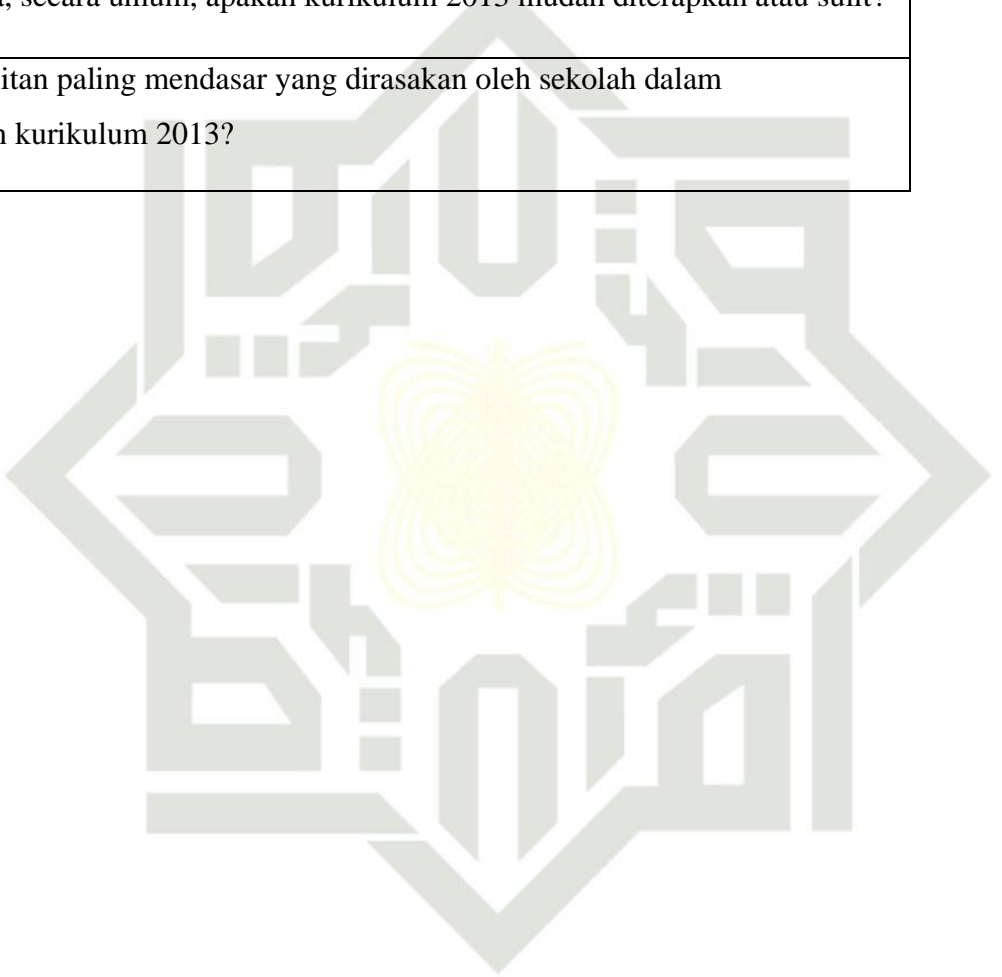 , secara umum, apakah kurikulum 2013 mudah diterapkan atau sulit?
itan paling mendasar yang dirasakan oleh sekolah dalam
n kurikulum 2013?